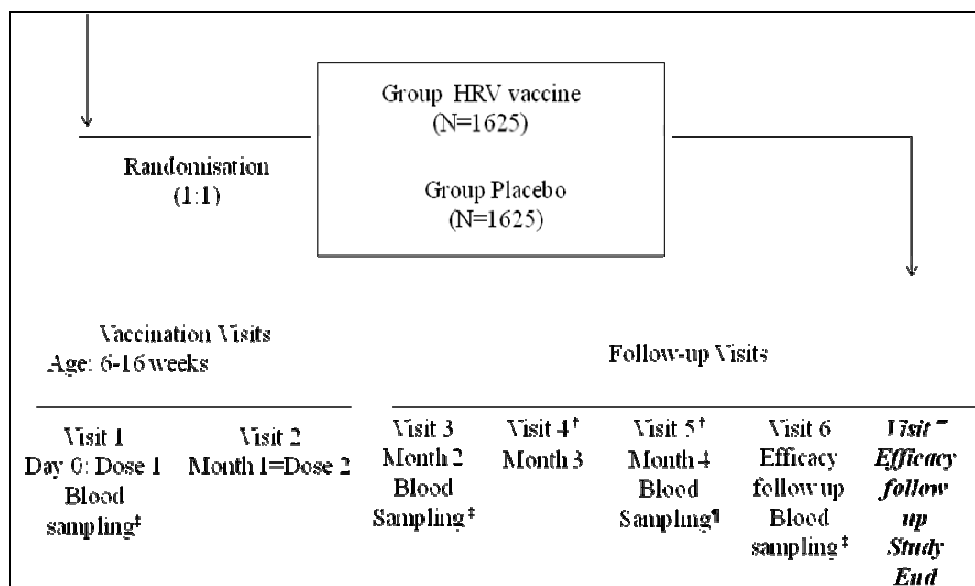 Group HRV vaccine
(N=1625)
Group Placebo
(N=1625)
Randomisation
(1:1)
Vaccination Visits
Age: 6-16 weeks
Follow-up Visits
Visit 1
Day 0: Dose 1
Blood
sampling‡
Visit 2
Month 1=Dose 2
Visit 3
Month 2
Blood
Sampling‡
Visit 4†
Month 3
Visit 5†
Month 4
Blood
Sampling¶
Visit 6
Efficacy
follow up
Blood
sampling‡
Visit
Efficacy
follow
up
Study
End